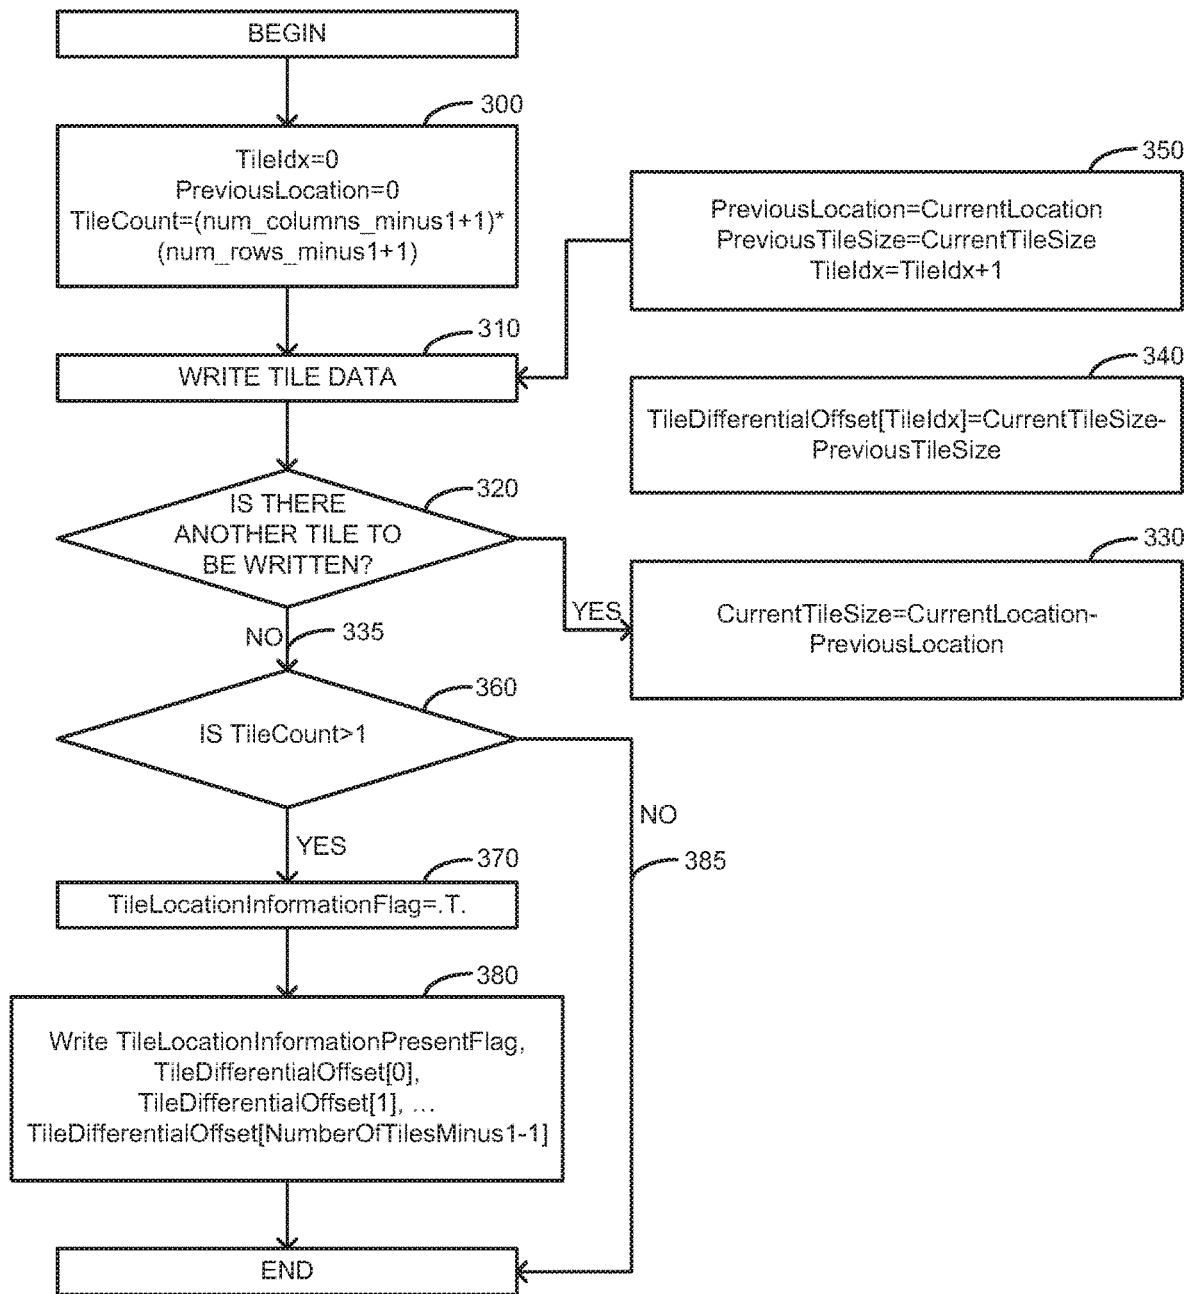 BEGIN
300
TileIdx=0
PreviousLocation=0
TileCount=(num_columns_minus1+1)*
(num_rows_minus1+1)
350
PreviousLocation=CurrentLocation
PreviousTileSize=CurrentTileSize
TileIdx=TileIdx+1
310
WRITE TILE DATA
340
TileDifferentialOffset[TileIdx]=CurrentTileSize-
PreviousTileSize
320
IS THERE
ANOTHER TILE TO
BE WRITTEN?
YES
330
CurrentTileSize=CurrentLocation-
PreviousLocation
NO
335
360
IS TileCount>1
NO
385
YES
370
TileLocationInformationFlag=.T.
380
Write TileLocationInformationPresentFlag,
TileDifferentialOffset[0],
TileDifferentialOffset[1], ...
TileDifferentialOffset[NumberOfTilesMinus1-1]
END